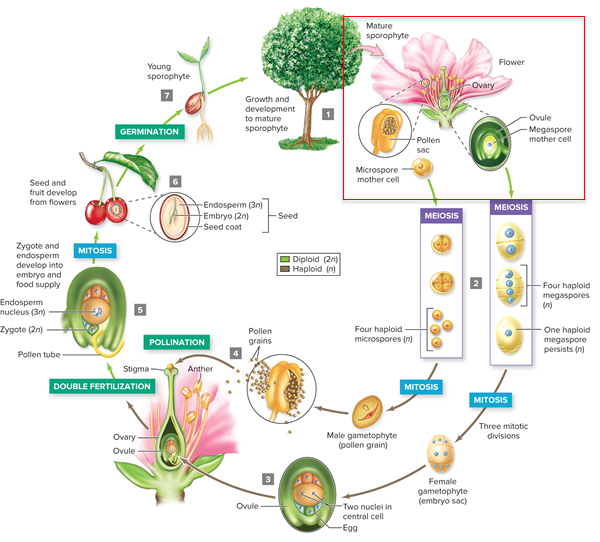 Mature
sporophyte
Flower
Ovary
Young
sporophyte
7
Growth and
development
to mature
sporophyte
1
GERMINATION
Pollen
sac
Ovule
Megaspore
mother cell
Microspore
mother cell
Seed and
fruit develop
from flowers
6
Endosperm (3n)
Embryo (2n)
Seed coat
Seed
MEIOSIS
MEIOSIS
Zygote and
endosperm
develop into
embryo and
food supply
MITOSIS
Diploid (2n)
Haploid (n)
2
Four haploid
megaspores
(n)
Endosperm
nucleus (3n)
5
Zygote (2n)
Pollen tube
Four haploid
microspores (n)
One haploid
megaspore
persists (n)
POLLINATION
Pollen
grains
4
Stigma
Anther
DOUBLE FERTILIZATION
MITOSIS
MITOSIS
Three mitotic
divisions
Male gametophyte
(pollen grain)
Ovary
Ovule
3
Female
gametophyte
(embryo sac)
Ovule
Two nuclei in
central cell
Egg